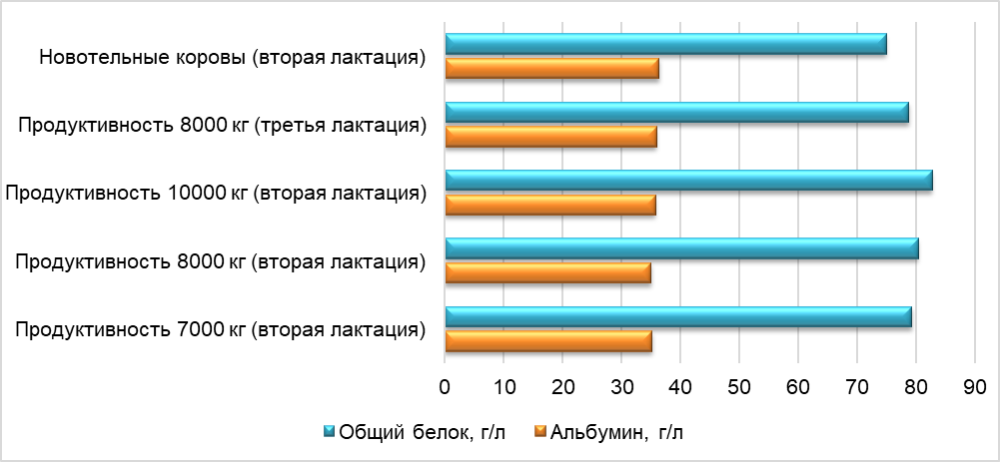 Новотельные коровы (вторая лактация)
Продуктивность 8000 кг (третья лактация)
Продуктивность 10000 кг (вторая лактация)
Продуктивность 8000 кг (вторая лактация)
Продуктивность 7000 кг (вторая лактация)
0 10 20 30 40 50 60 70 80 90
Общий белок, г/л Альбумин, г/л